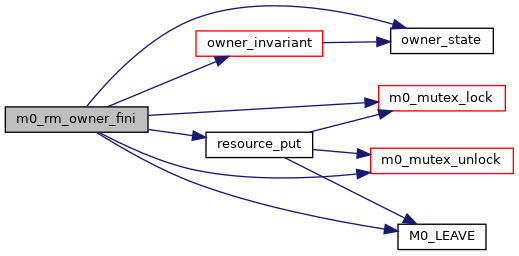 owner_state
owner_invariant
m0_mutex_lock
m0_rm_owner_fini
resource_put
m0_mutex_unlock
M0_LEAVE